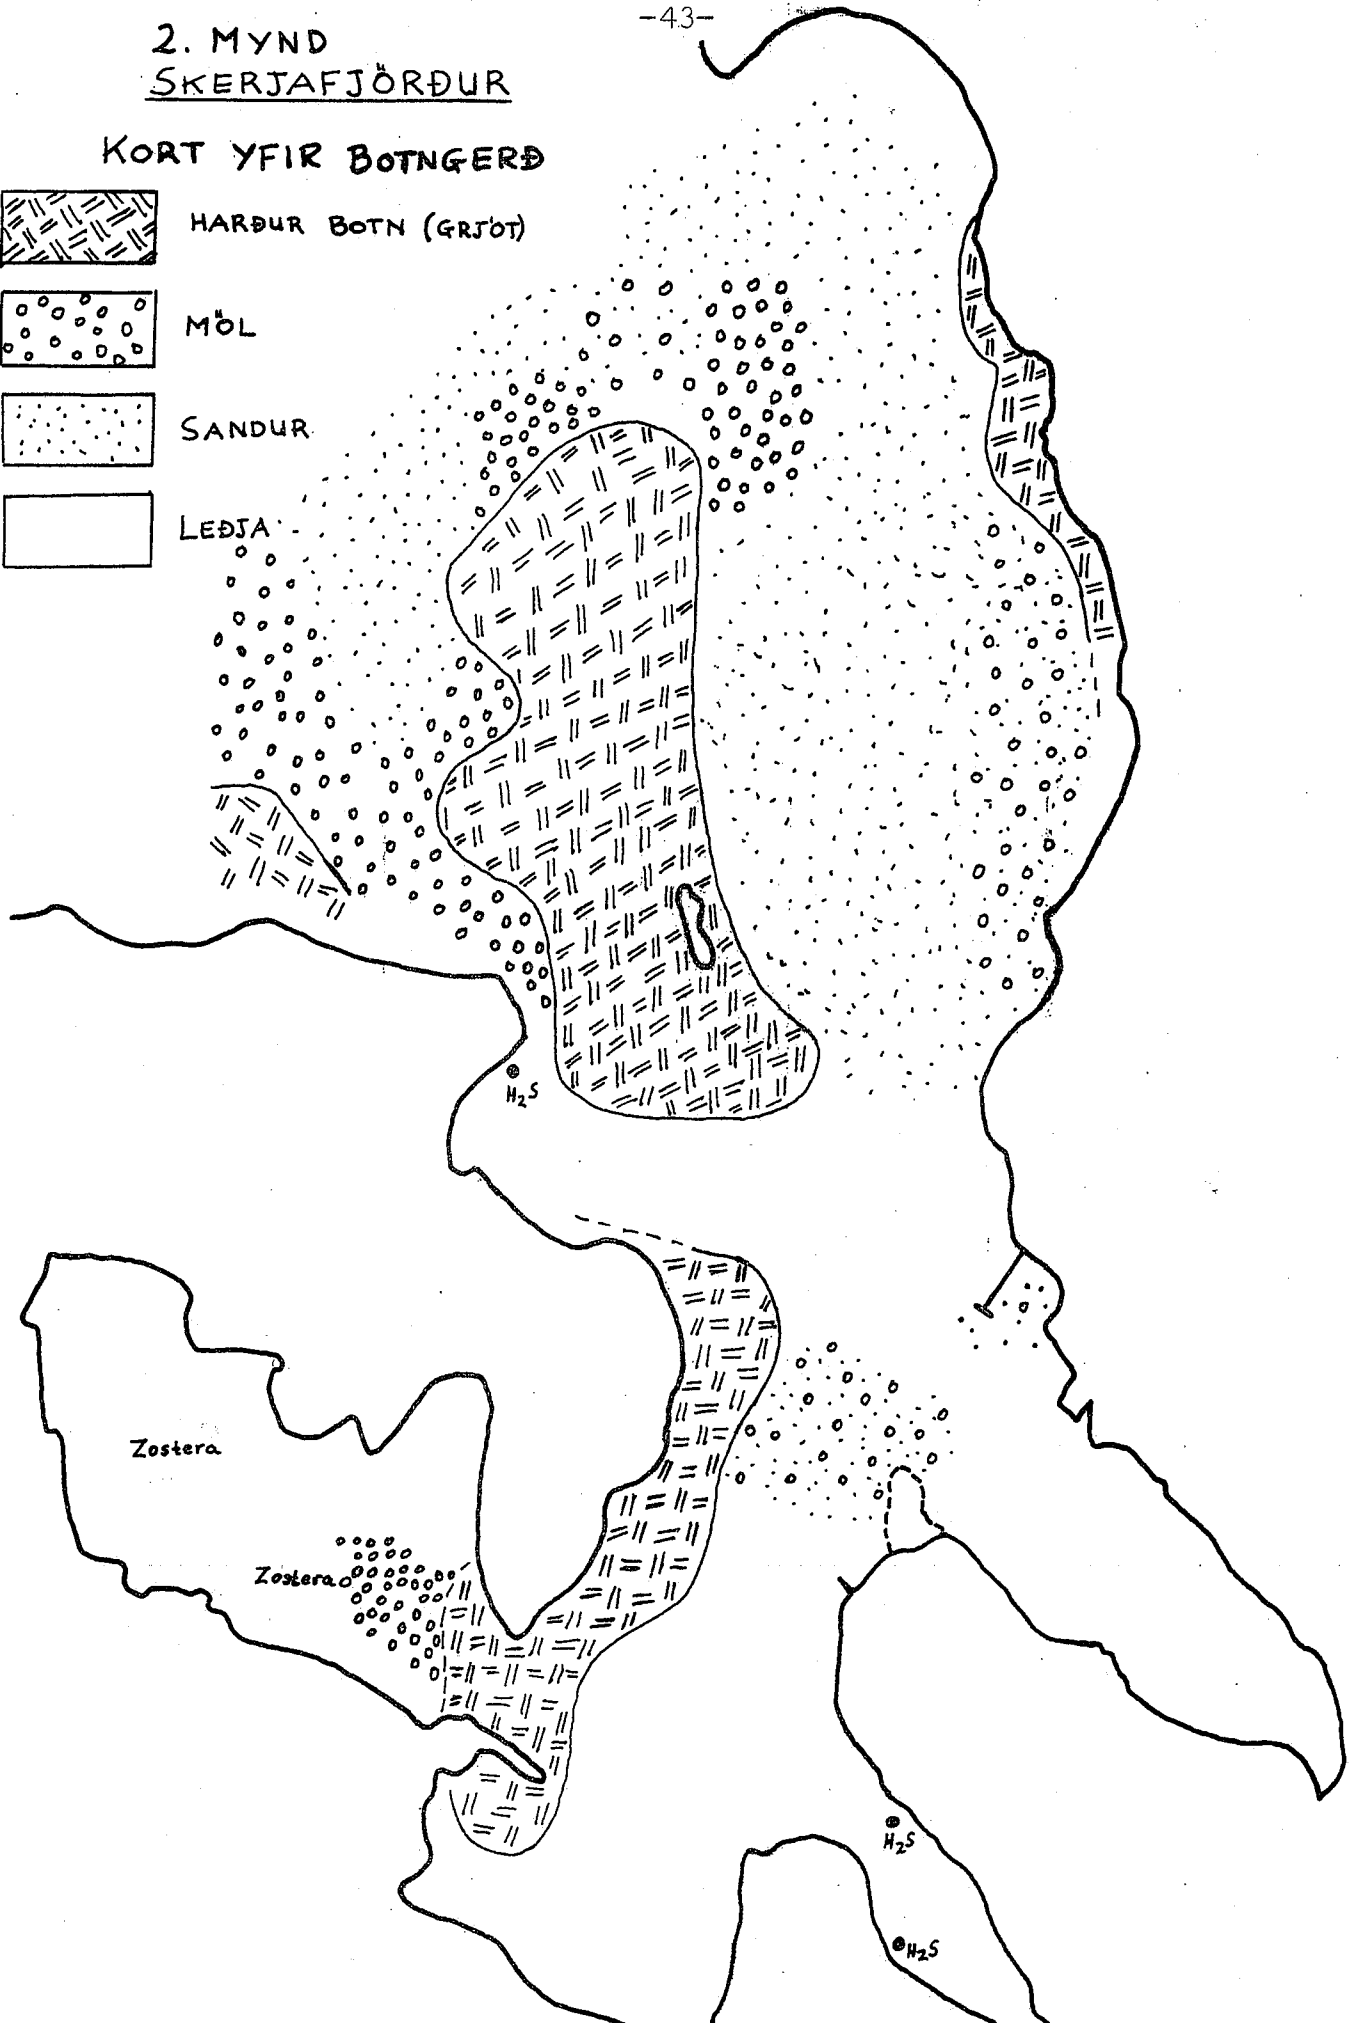 -43-
2. MYND
SKERJAFJÖRÐUR
KORT YFIR BOTNGERÐ
HARÐUR BOTN (GRJÓT)
MÖL
SANDUR
LEÐJA
H₂S
Zostera
Zostera
H₂S
H₂S